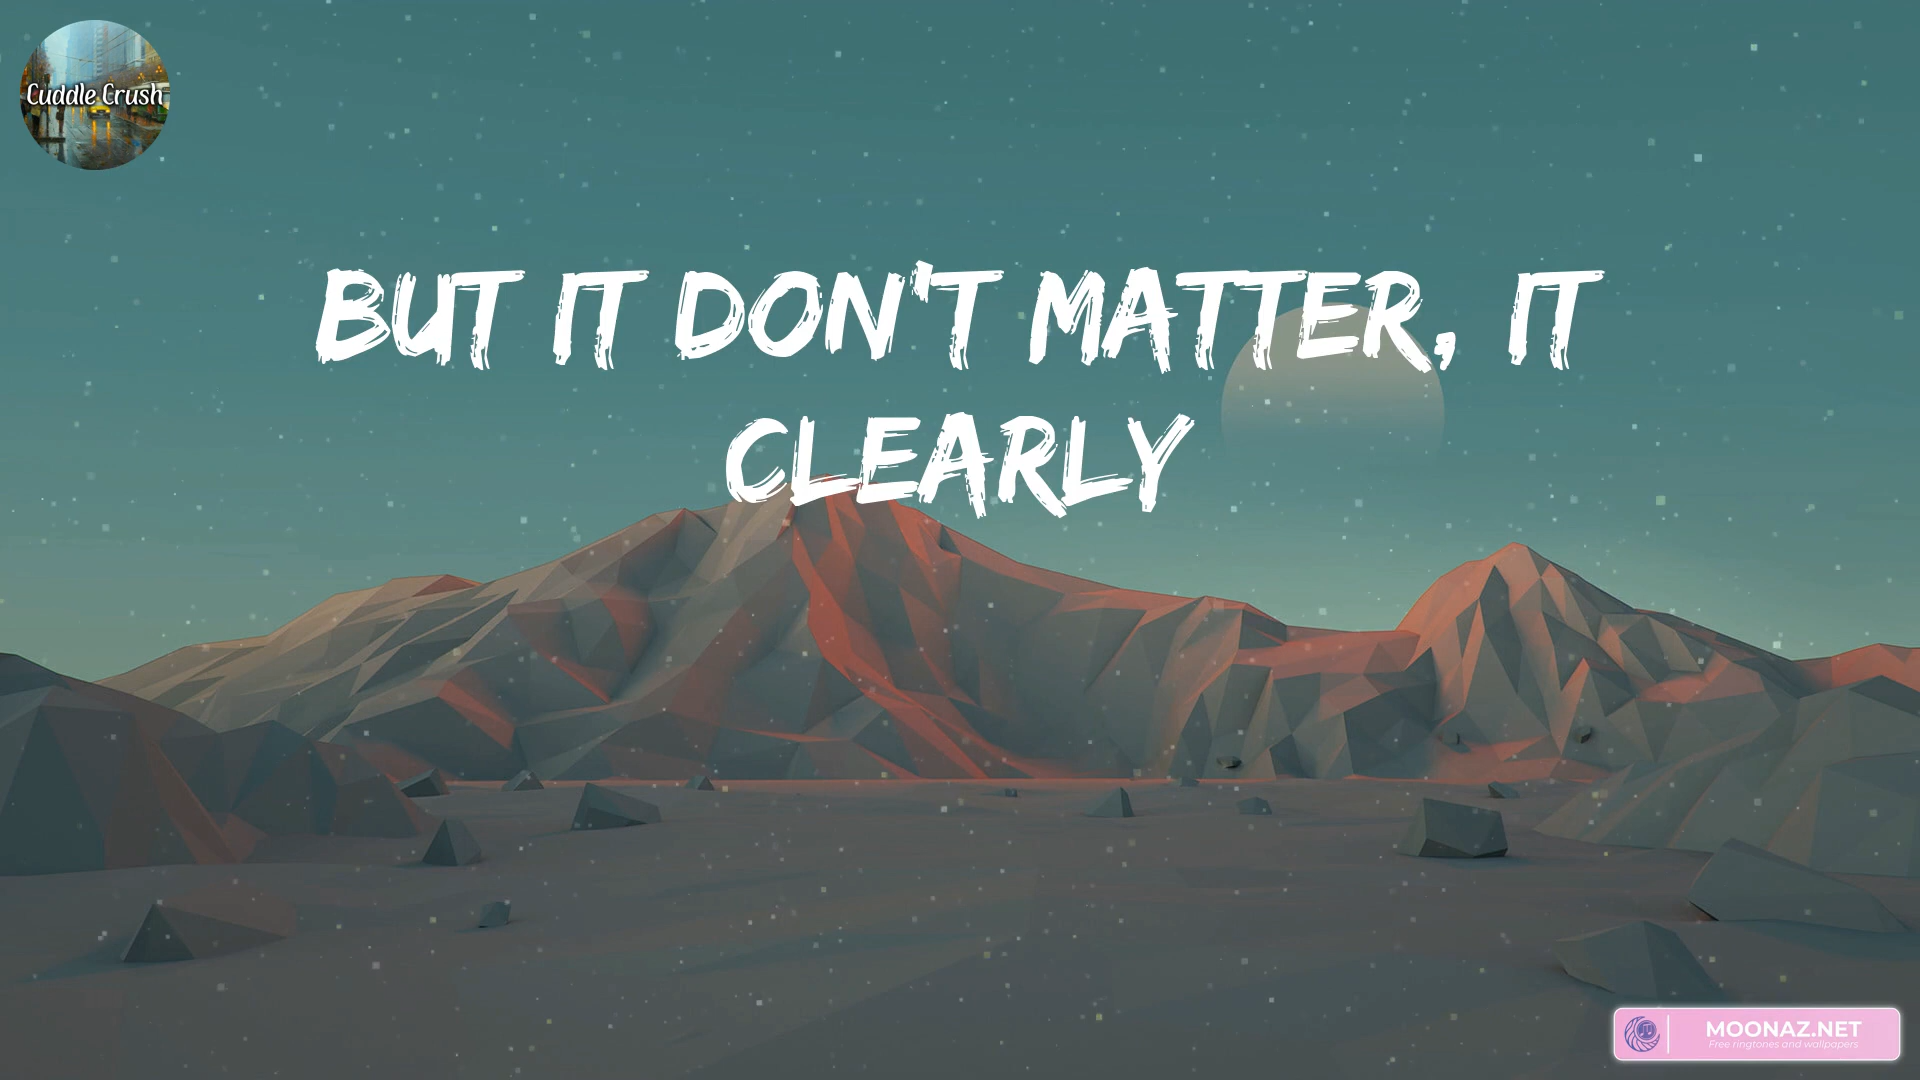 Cuddle Crush
BUT IT DON'T MATTER, IT
CLEARLY
MOONAZ.NET
Free ringtones and wallpapers